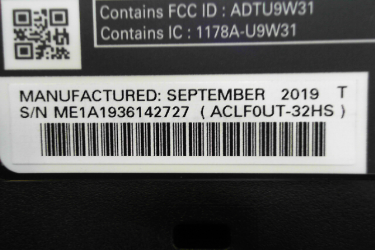 Contains FCC ID : ADTU9W31
Contains IC : 1178A-U9W31
MANUFACTURED: SEPTEMBER 2019 T
S/N ME1A1936142727 ( ACLF0UT-32HS )